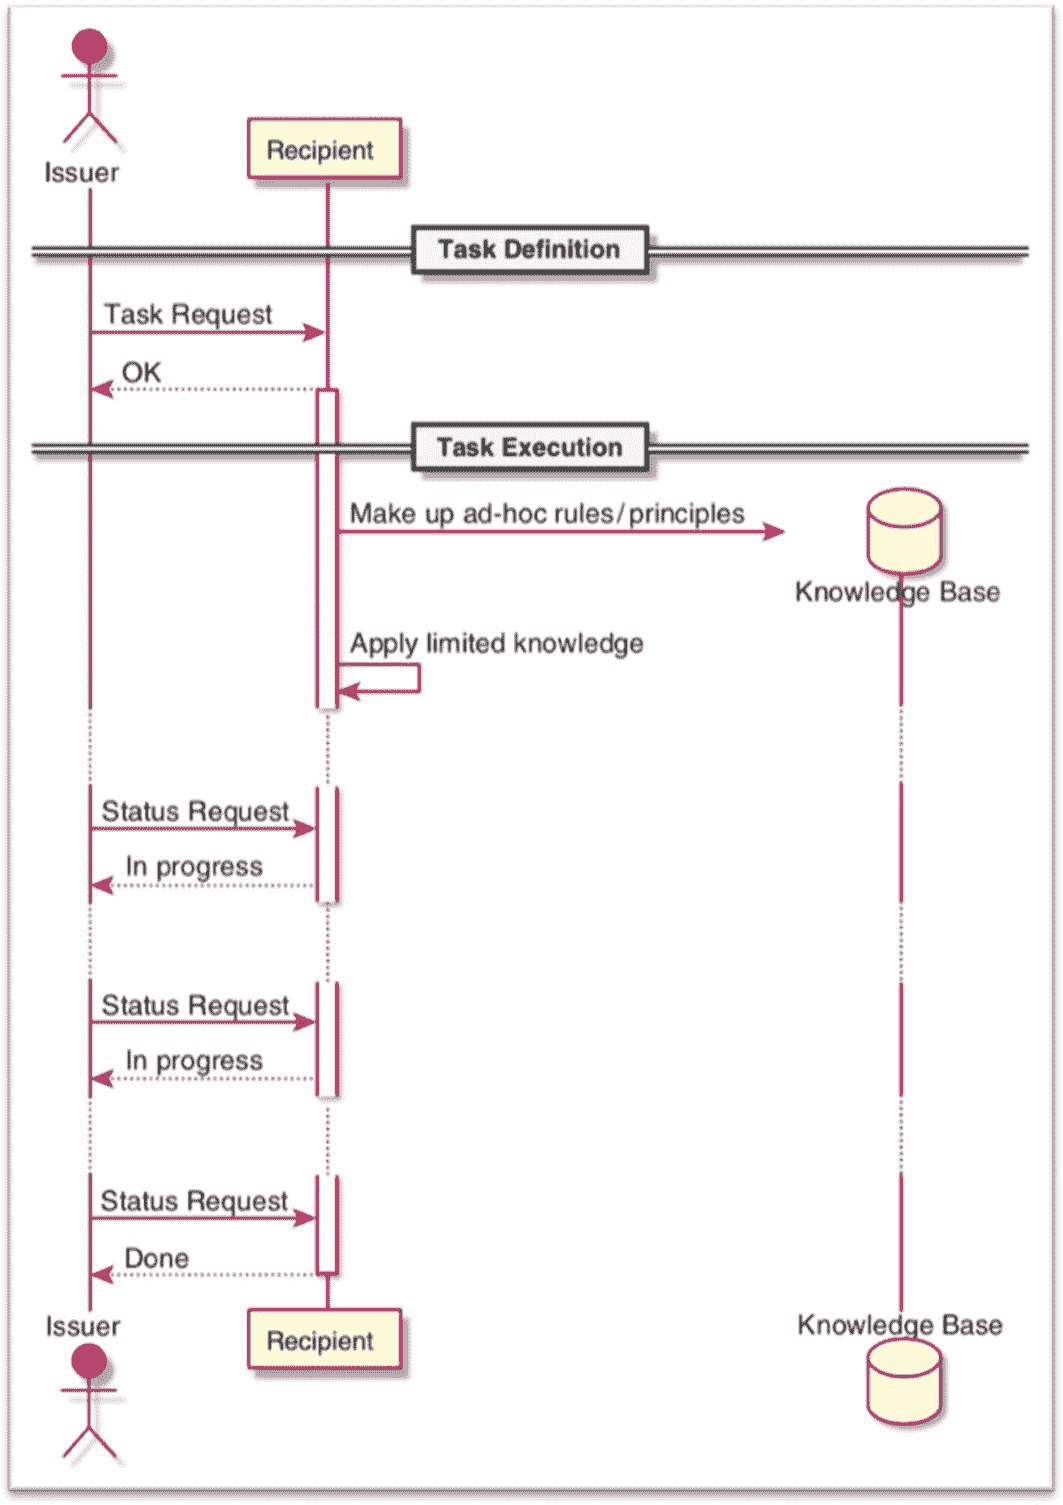 Issuer
Recipient
Task Definition
Task Request
OK
Task Execution
Make up ad-hoc rules/principles
Knowledge Base
Apply limited knowledge
Status Request
In progress
Status Request
In progress
Status Request
Done
Issuer
Recipient
Knowledge Base